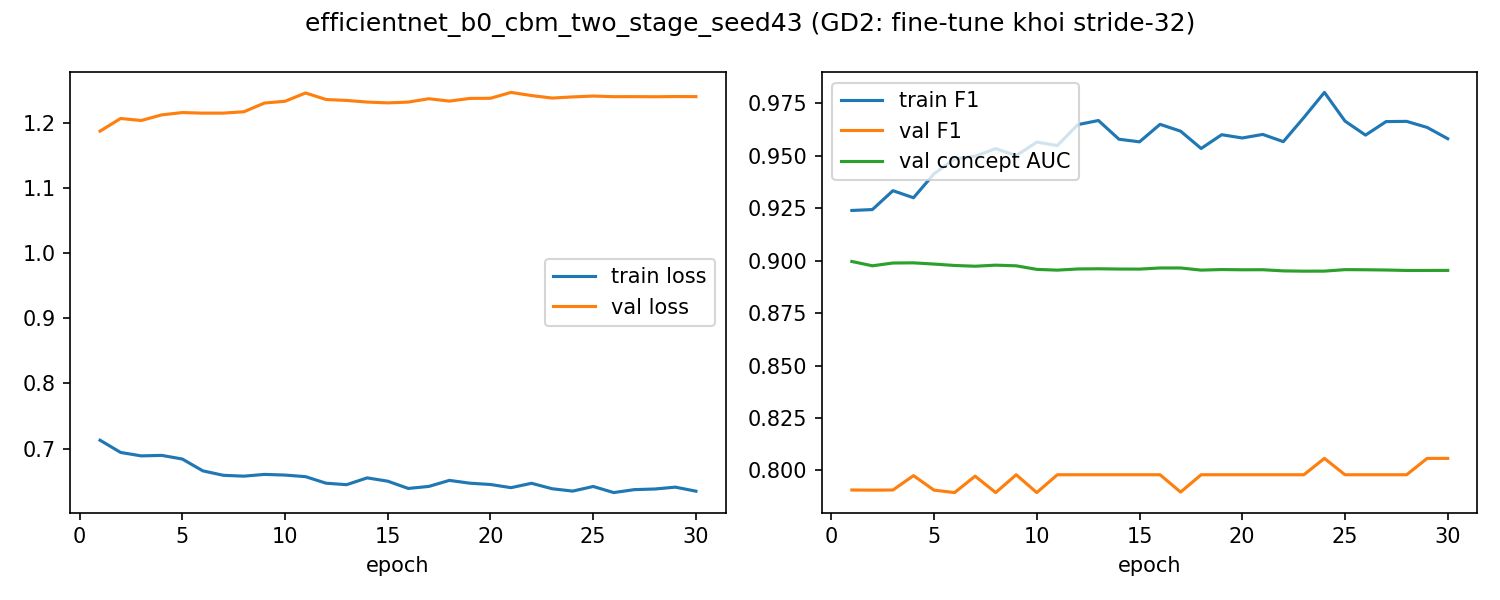 efficientnet_b0_cbm_two_stage_seed43 (GD2: fine-tune khoi stride-32)
1.2
1.1
1.0
0.9
0.8
0.7
train loss
val loss
0 5 10 15 20 25 30
epoch
0.975
0.950
0.925
0.900
0.875
0.850
0.825
0.800
train F1
val F1
val concept AUC
0 5 10 15 20 25 30
epoch